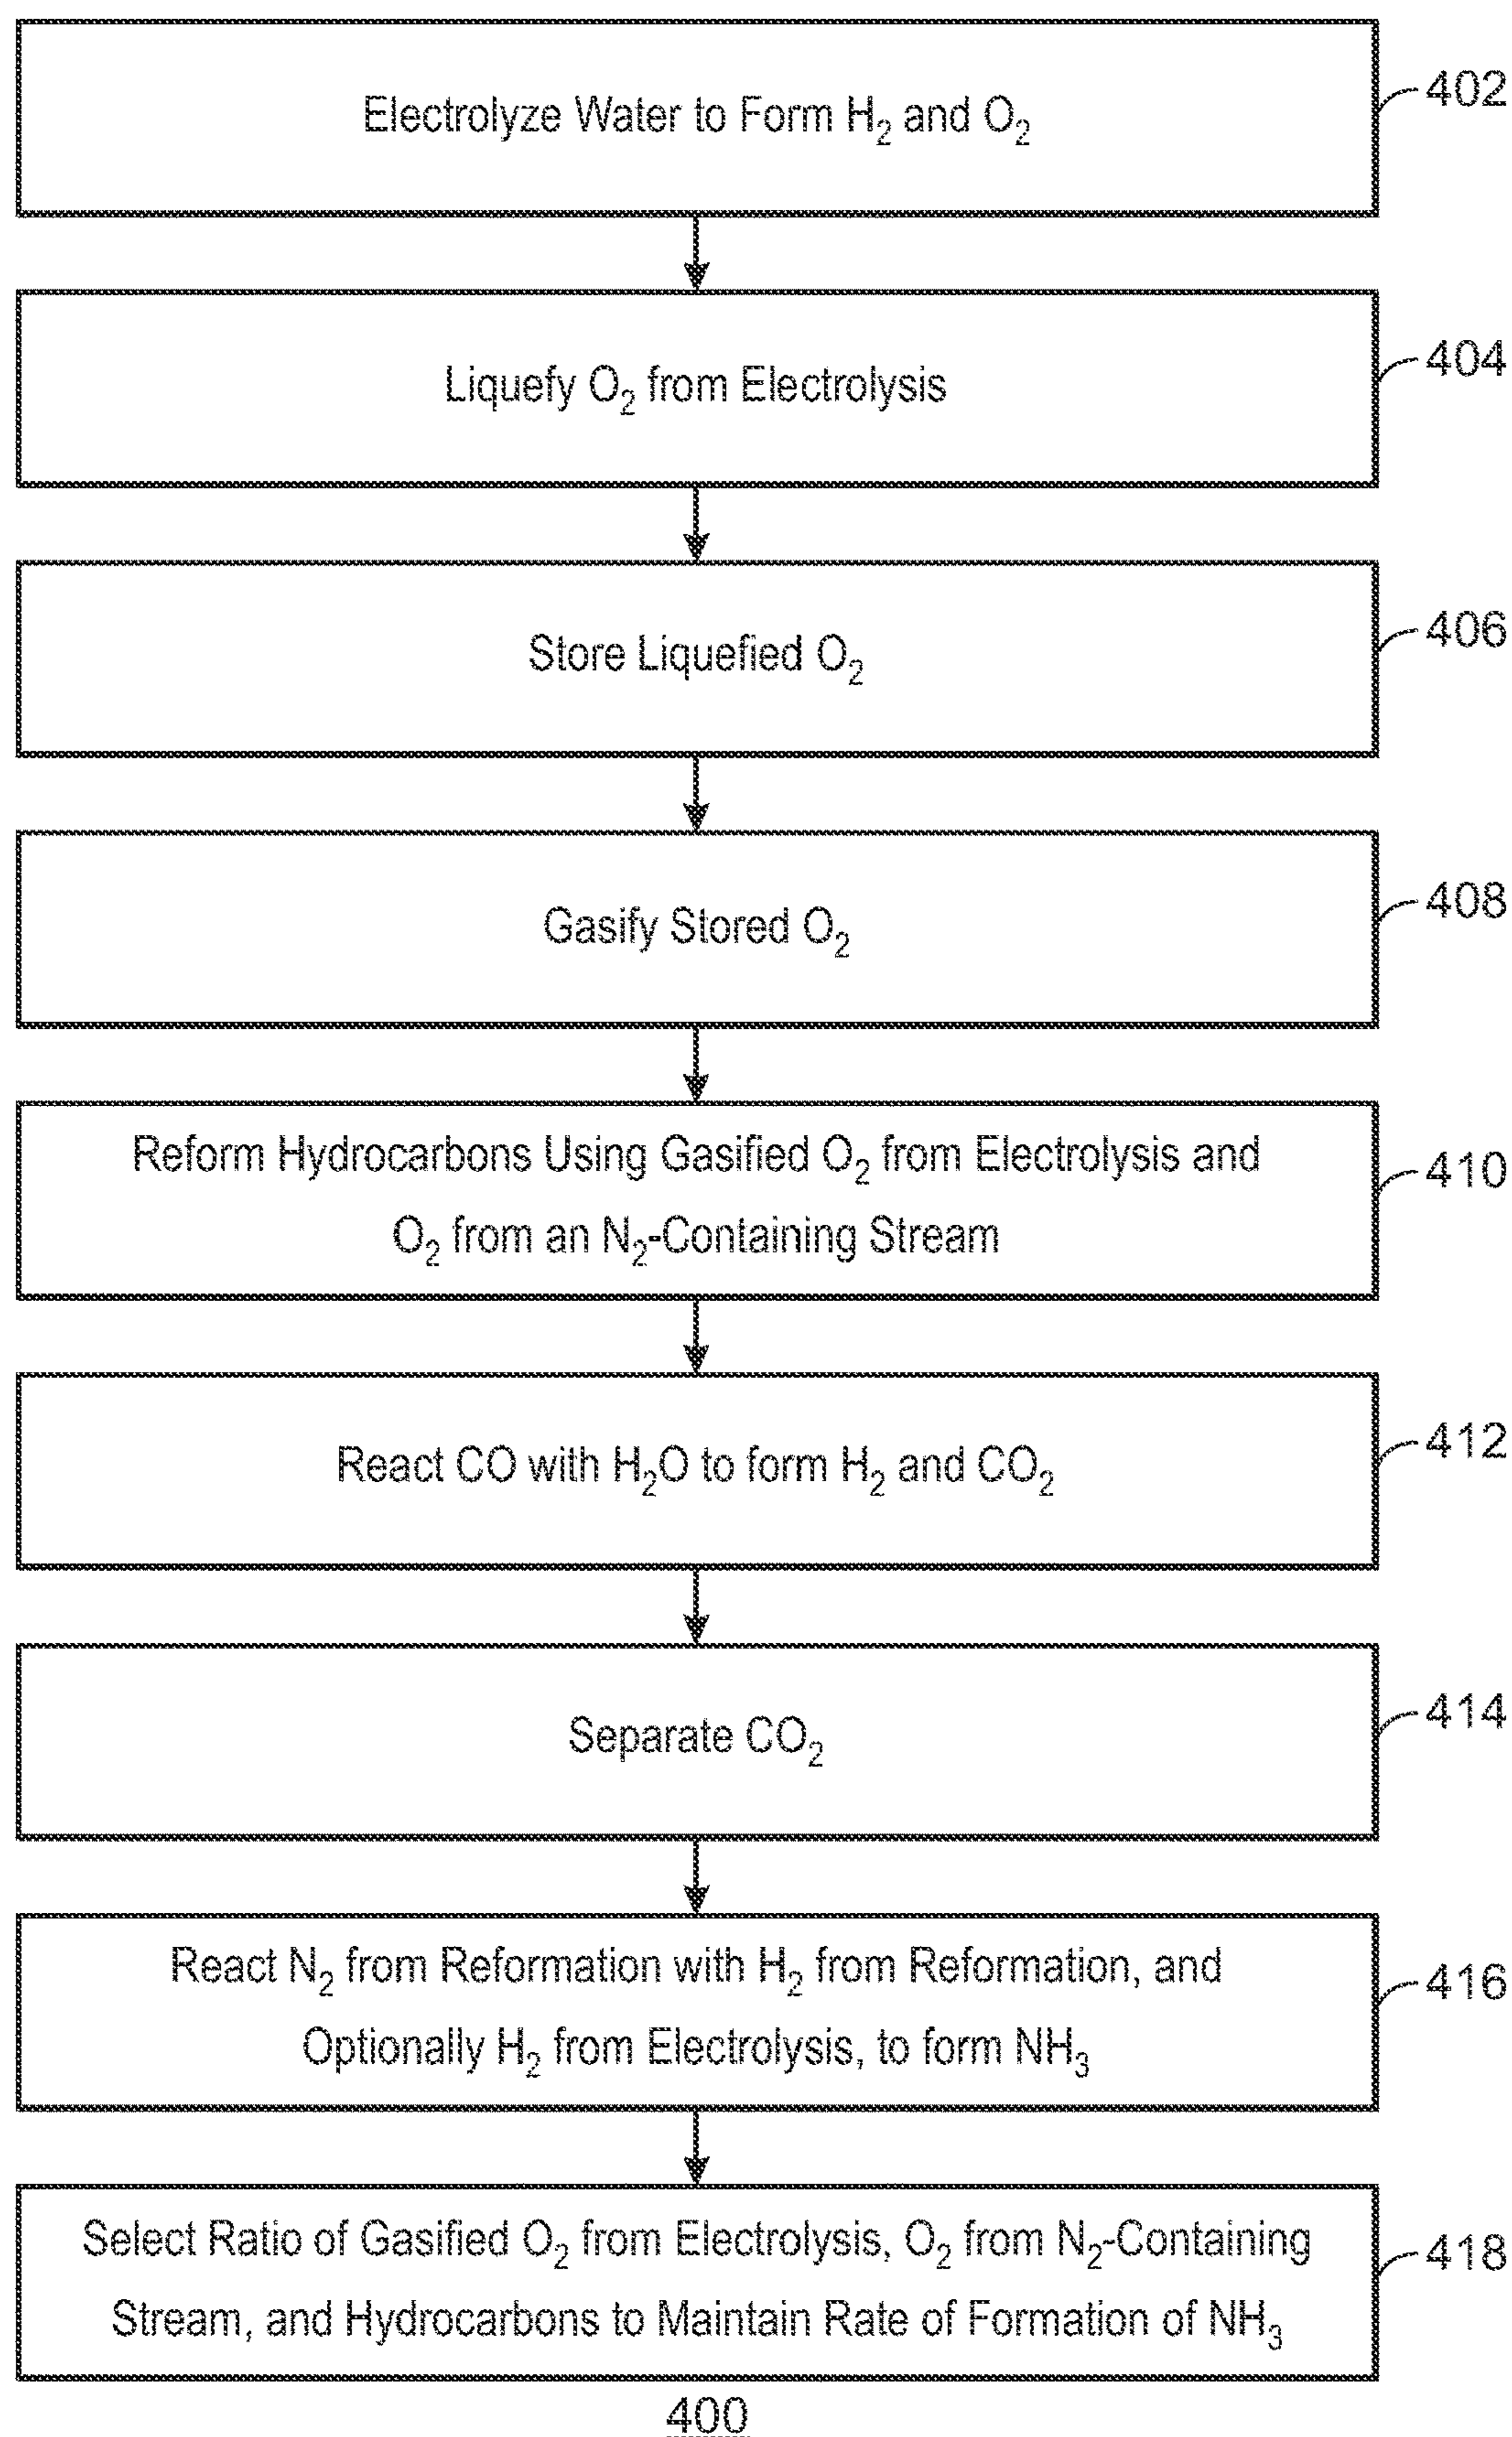 Electrolyze Water to Form H₂ and O₂
402
Liquefy O₂ from Electrolysis
404
Store Liquefied O₂
406
Gasify Stored O₂
408
Reform Hydrocarbons Using Gasified O₂ from Electrolysis and
O₂ from an N₂-Containing Stream
410
React CO with H₂O to form H₂ and CO₂
412
Separate CO₂
414
React N₂ from Reformation with H₂ from Reformation, and
Optionally H₂ from Electrolysis, to form NH₃
416
Select Ratio of Gasified O₂ from Electrolysis, O₂ from N₂-Containing
Stream, and Hydrocarbons to Maintain Rate of Formation of NH₃
418
400